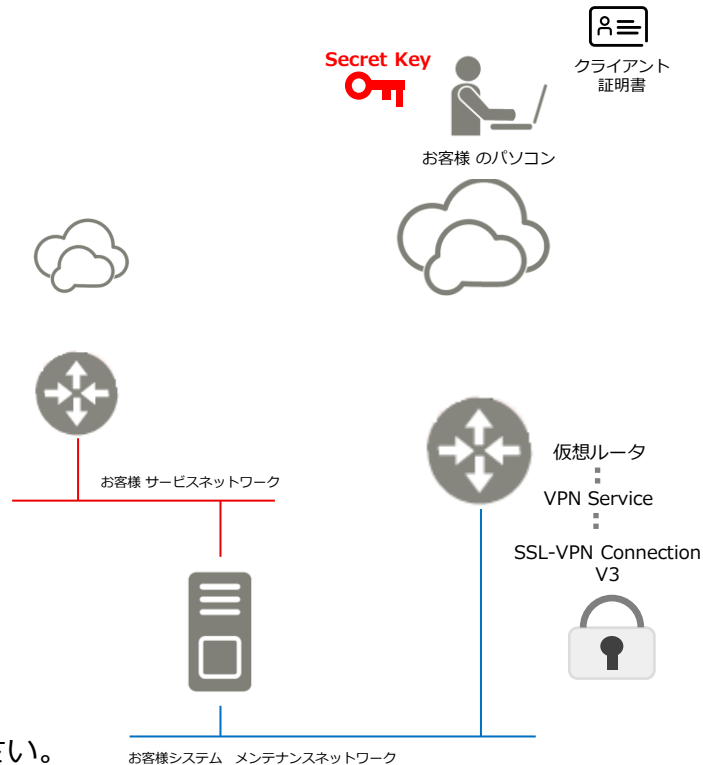 Secret Key
クライアント
証明書
お客様 のパソコン
仮想ルータ
お客様 サービスネットワーク
VPN Service
SSL-VPN Connection
V3
さい。
お客様システム メンテナンスネットワーク